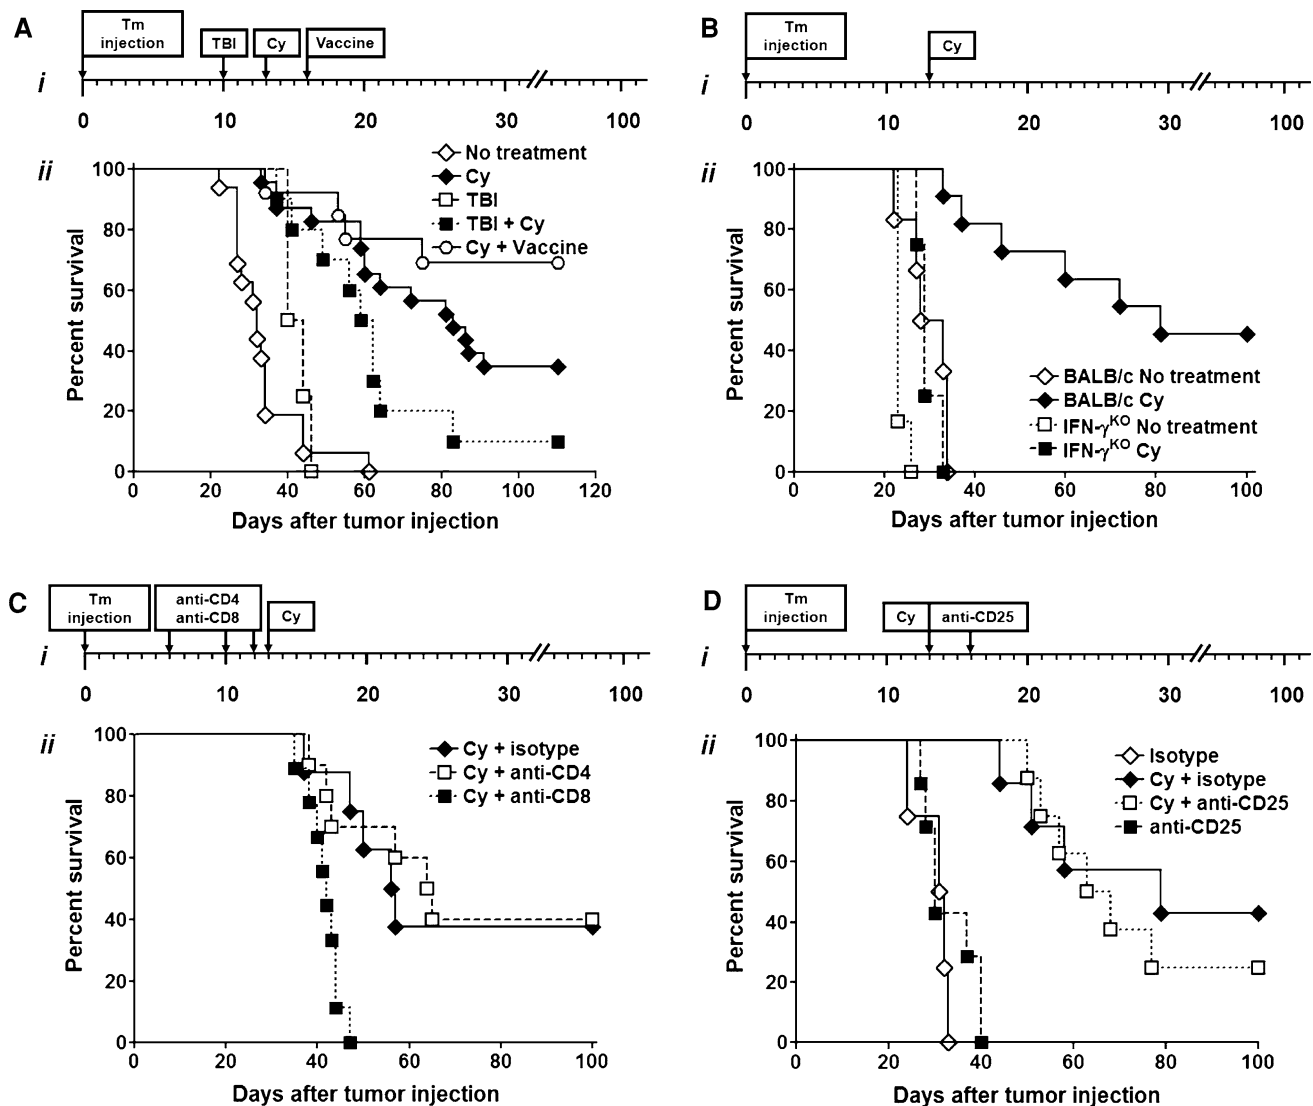 A
Tm
injection
TBI
Cy
Vaccine
i
0
10
20
30
100
ii
No treatment
Cy
TBI
TBI + Cy
Cy + Vaccine
100
80
60
40
20
0
Percent survival
0
20
40
60
80
100
120
Days after tumor injection
B
Tm
injection
Cy
i
0
10
20
30
100
ii
100
80
60
40
20
0
Percent survival
BALB/c No treatment
BALB/c Cy
IFN-γKO No treatment
IFN-γKO Cy
0
20
40
60
80
100
Days after tumor injection
C
Tm
injection
anti-CD4
anti-CD8
Cy
i
0
10
20
30
100
ii
Cy + isotype
Cy + anti-CD4
Cy + anti-CD8
100
80
60
40
20
0
Percent survival
0
20
40
60
80
100
Days after tumor injection
D
Tm
injection
Cy
anti-CD25
i
0
10
20
30
100
ii
Isotype
Cy + isotype
Cy + anti-CD25
anti-CD25
100
80
60
40
20
0
Percent survival
0
20
40
60
80
100
Days after tumor injection